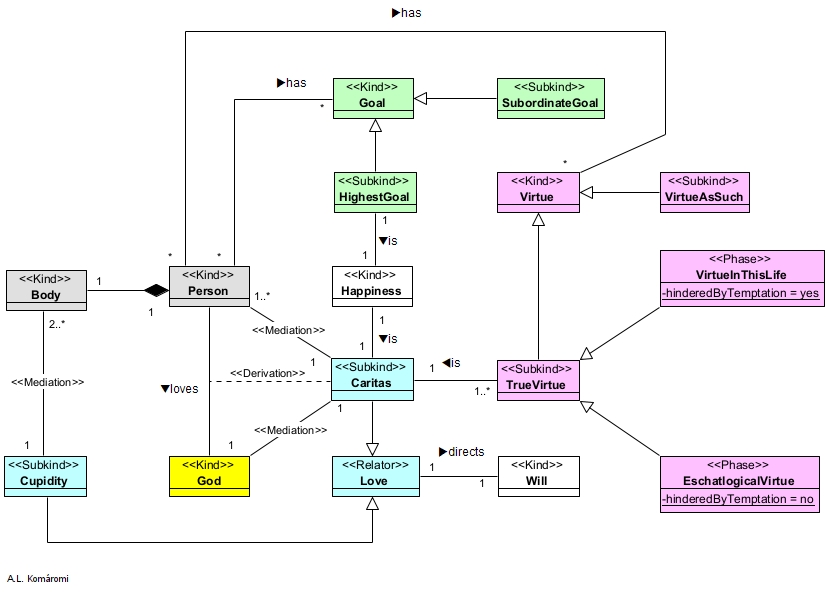 ▶has
▶has
<<Kind>>
Goal
*
<<Subkind>>
SubordinateGoal
*
<<Subkind>>
HighestGoal
<<Kind>>
Virtue
<<Subkind>>
VirtueAsSuch
1
▼is
1
*
*
<<Kind>>
Body
1
1
<<Kind>>
Person
1..*
<<Kind>>
Happiness
<<Phase>>
VirtueInThisLife
-hinderedByTemptation = yes
2..*
<<Mediation>>
1
▼is
1
1
<<Mediation>>
▼loves
<<Derivation>>
<<Subkind>>
Caritas
1
◀is
1..*
<<Subkind>>
TrueVirtue
1
<<Mediation>>
1
1
<<Subkind>>
Cupidity
<<Kind>>
God
<<Relator>>
Love
▶directs
1
1
<<Kind>>
Will
<<Phase>>
EschatlogicalVirtue
-hinderedByTemptation = no
A.L. Komáromi